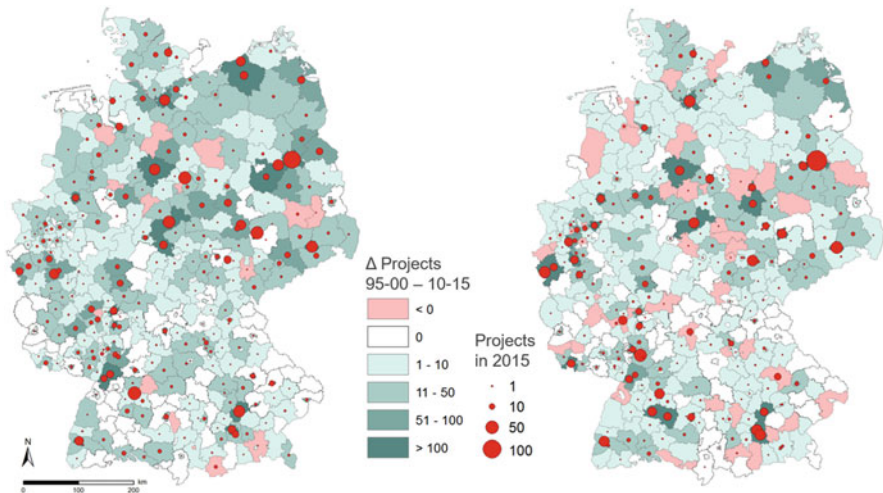 Δ Projects
95-00 – 10-15
< 0
0
1 - 10
11 - 50
51 - 100
> 100
Projects
in 2015
1
10
50
100
N
0 100 200 km